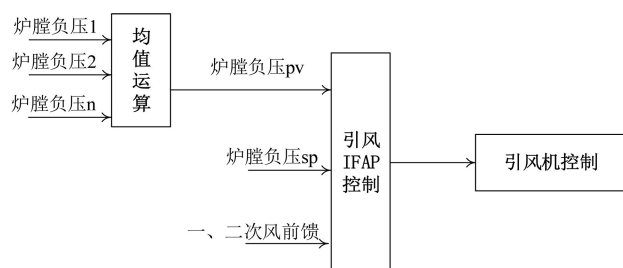 炉膛负压1
炉膛负压2
炉膛负压n
均值运算
炉膛负压pv
炉膛负压sp
一、二次风前馈
引风
IFAP
控制
引风机控制